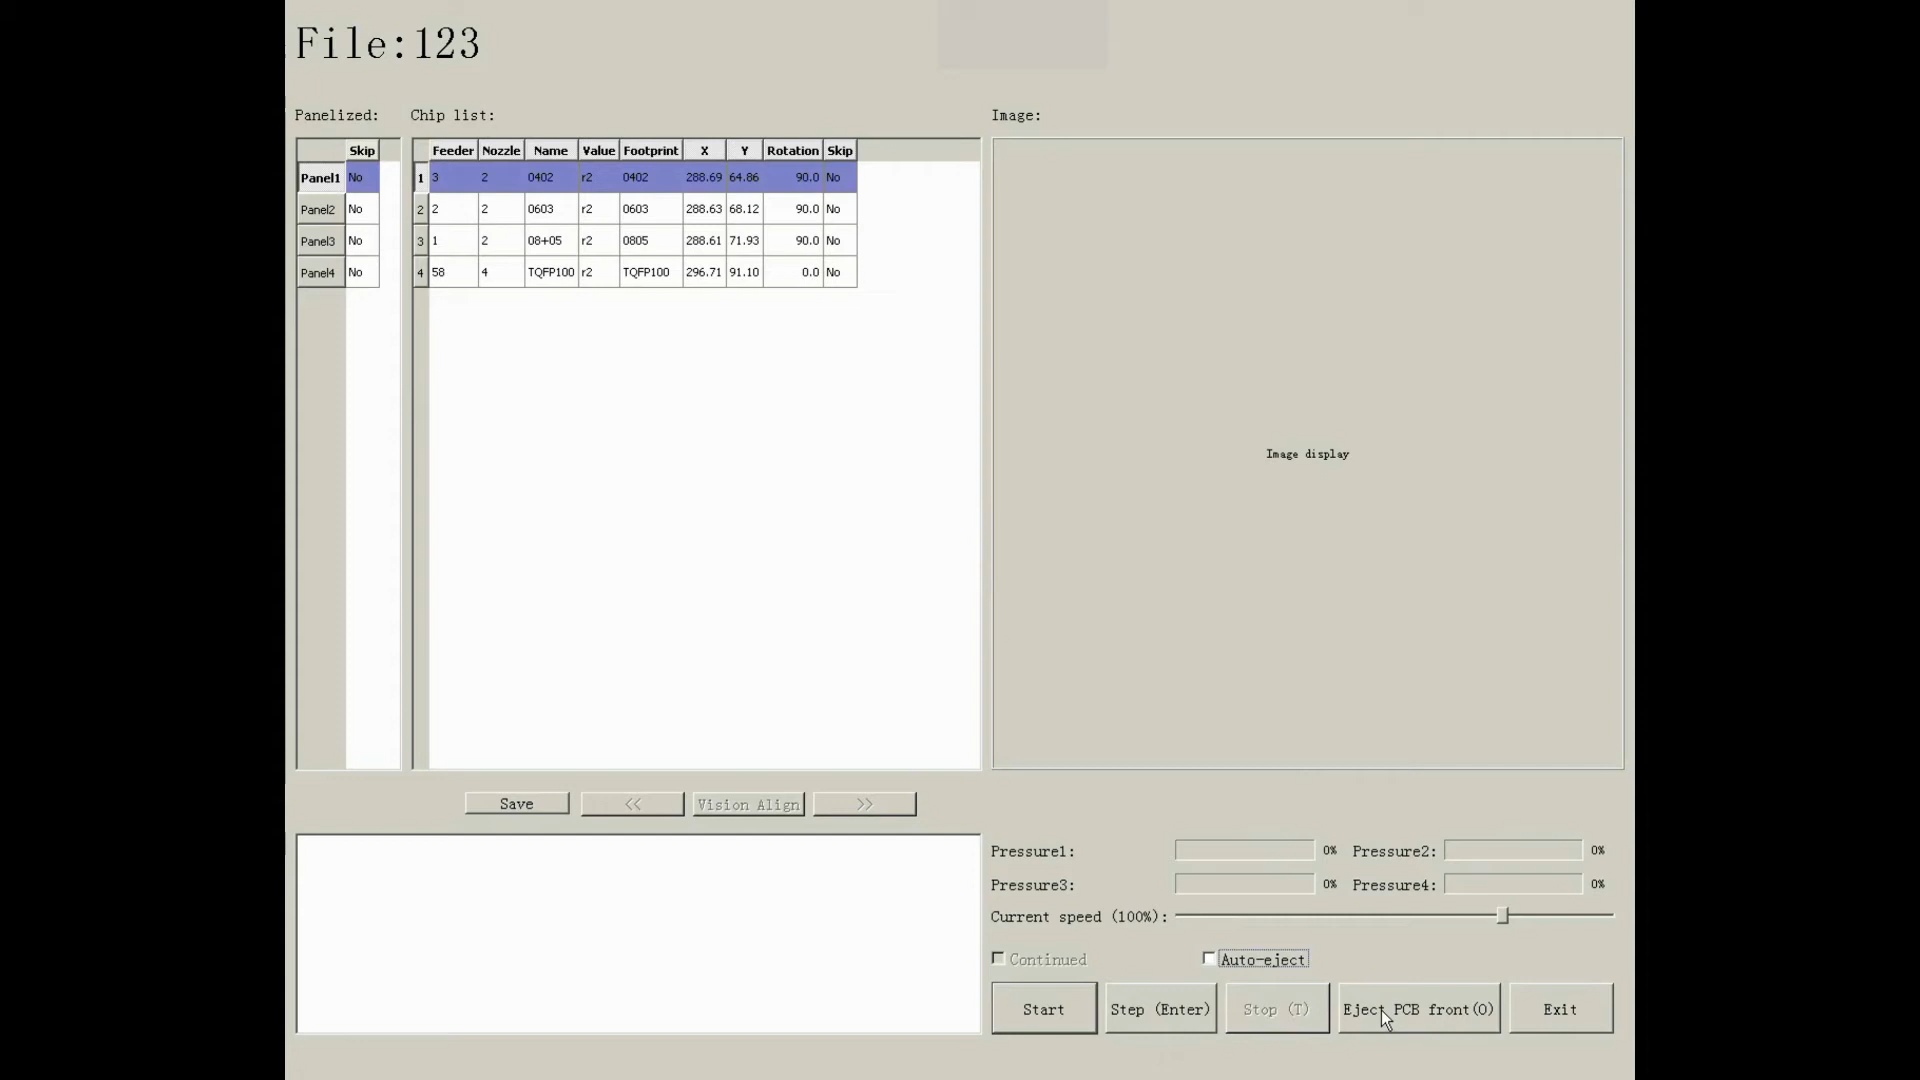 File:123
Panelized: Chip list: Image:
Skip
Panel1 No
Panel2 No
Panel3 No
Panel4 No
Feeder Nozzle Name Value Footprint X Y Rotation Skip
1 3 2 0402 r2 0402 288.69 64.86 90.0 No
2 2 2 0603 r2 0603 288.63 68.12 90.0 No
3 1 2 08+05 r2 0805 288.61 71.93 90.0 No
4 58 4 TQFP100 r2 TQFP100 296.71 91.10 0.0 No
Image display
Save << Vision Align >>
Pressure1: 0% Pressure2: 0%
Pressure3: 0% Pressure4: 0%
Current speed (100%):
Continued Auto-eject
Start Step (Enter) Stop (T) Eject PCB front(O) Exit